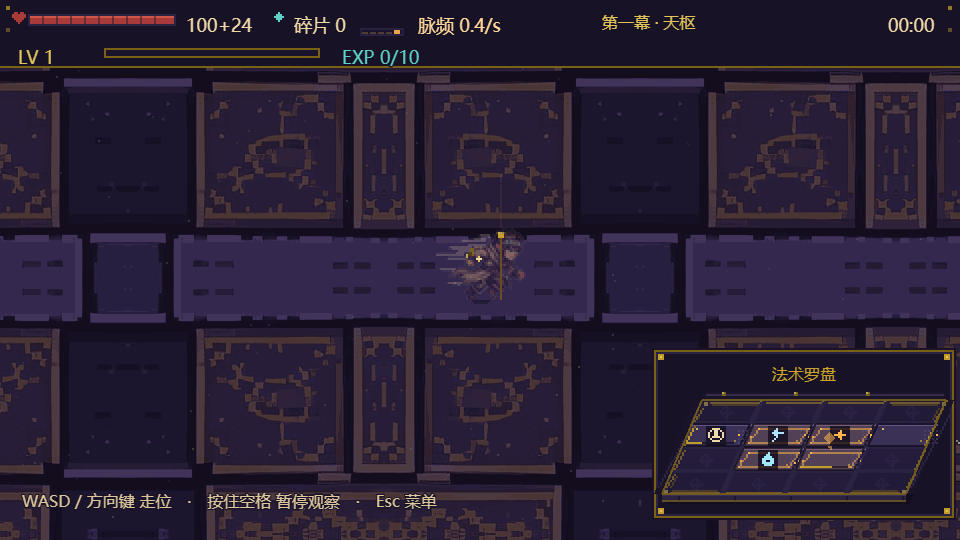 100+24 碎片 0 脉频 0.4/s 第一幕 · 天枢 00:00
LV 1 EXP 0/10
法术罗盘
WASD / 方向键 走位 · 按住空格 暂停观察 · Esc 菜单